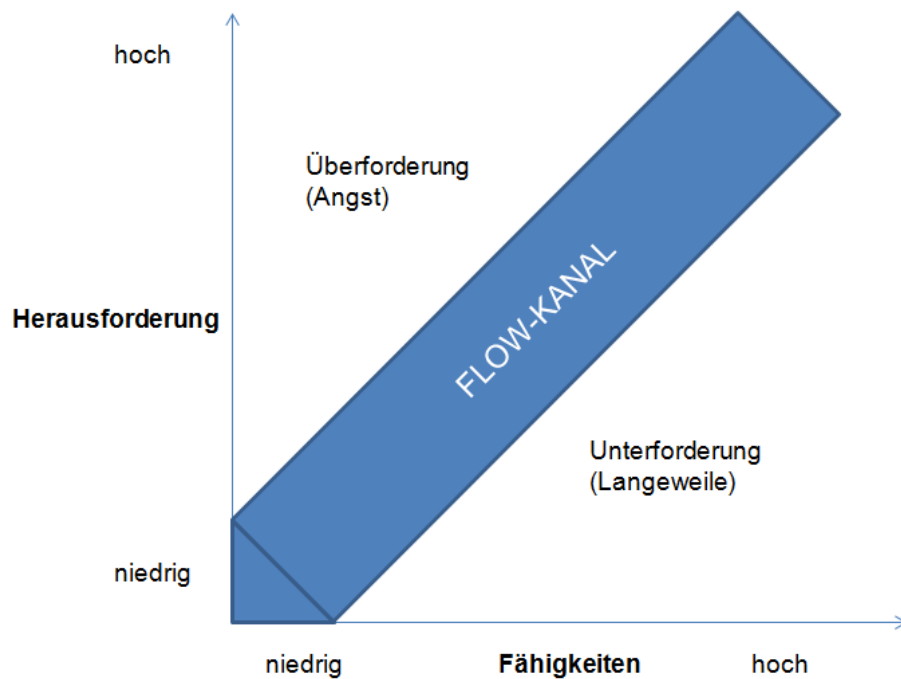 hoch
Überforderung
(Angst)
FLOW-KANAL
Herausforderung
Unterforderung
(Langeweile)
niedrig
niedrig
Fähigkeiten
hoch